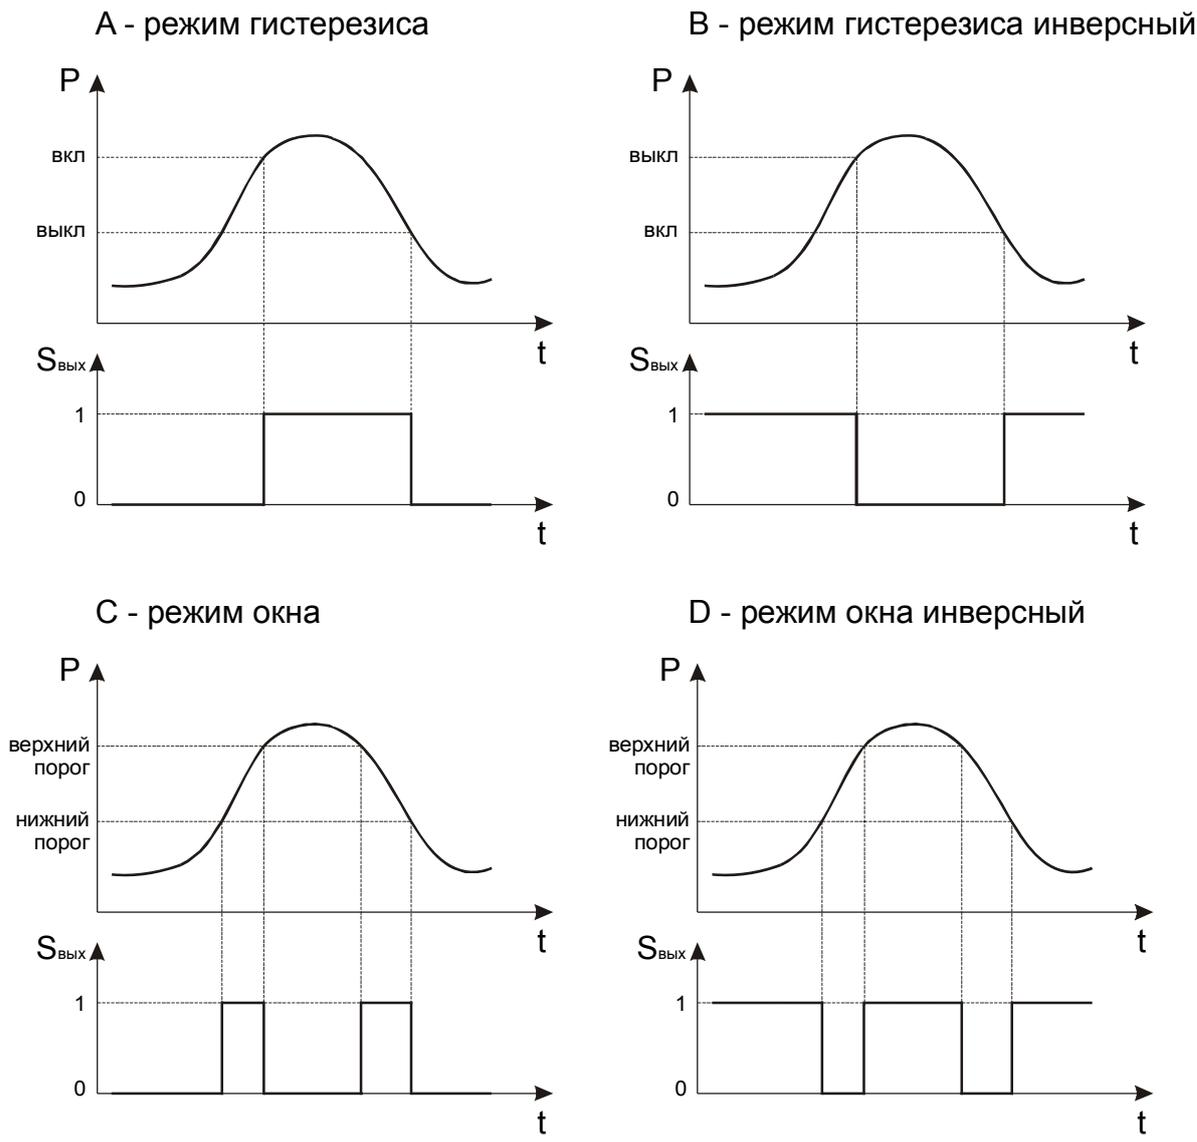 A - режим гистерезиса
P
вкл
выкл
t
Sвых
1
0
t
B - режим гистерезиса инверсный
P
выкл
вкл
t
Sвых
1
0
t
C - режим окна
P
верхний
порог
нижний
порог
t
Sвых
1
0
t
D - режим окна инверсный
P
верхний
порог
нижний
порог
t
Sвых
1
0
t